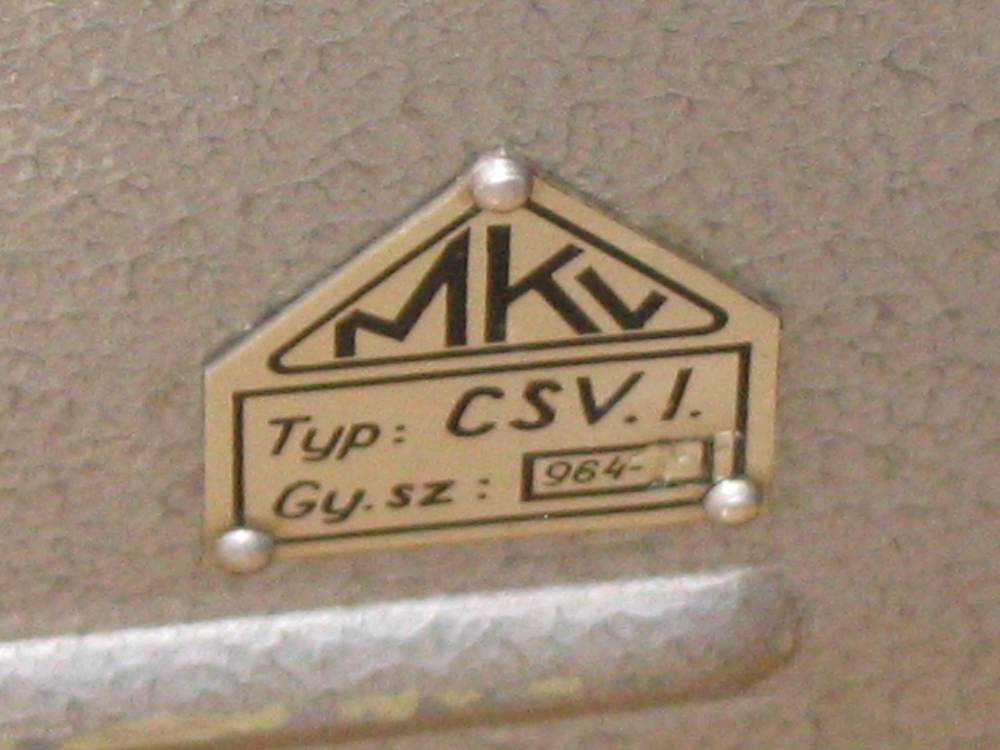 MKV
Typ: CSV. I.
Gy. sz : 964-